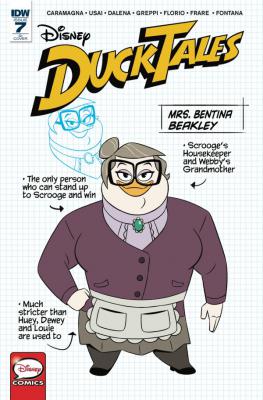 IDW
ISSUE
7
CARAMAGNA • USAI • DALENA • GREPPI • FLORIO • FRARE • FONTANA
Disney
DUCKTALES
MRS. BENTINA
BEAKLEY
• Scrooge's
Housekeeper
and Webby's
Grandmother
• The only person
who can stand up
to Scrooge and win
• Much
stricter than
Huey, Dewey
and Louie
are used to
Disney
COMICS